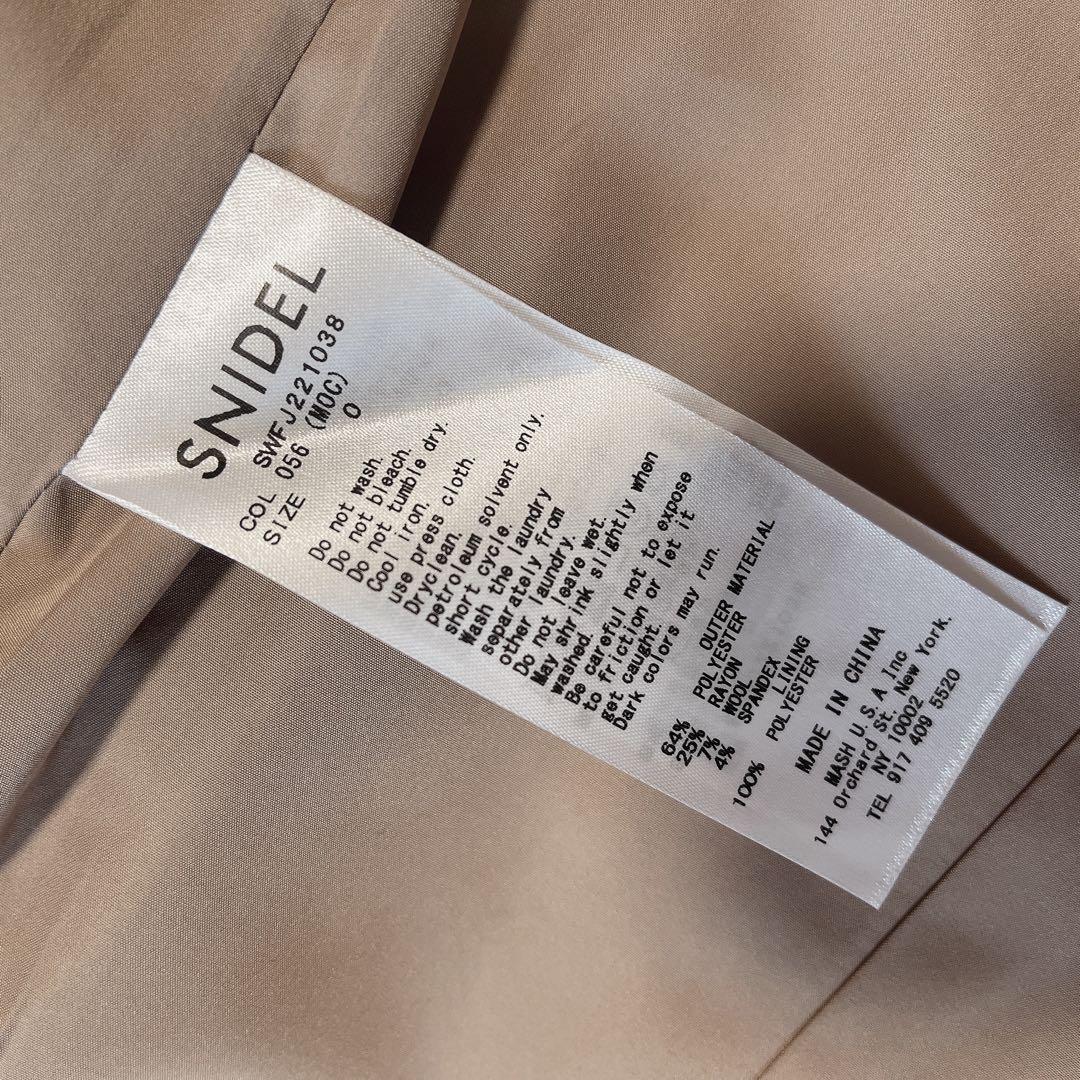 SNIDEL
SWFJ221038
COL 056 (MOC)
SIZE 0
Do not wash.
Do not bleach.
Do not tumble dry.
Cool iron.
use press cloth.
Dryclean.
petroleum solvent only.
short cycle.
Wash the laundry
separately from
other laundry.
Do not leave wet.
May shrink slightly when
washed.
Be careful not to expose
to friction or let it
get caught.
Dark colors may run.
OUTER MATERIAL
64% POLYESTER
25% RAYON
7% WOOL
4% SPANDEX
LINING
100% POLYESTER
MADE IN CHINA
MASH U.S.A Inc
144 Orchard St. New York.
NY 10002
TEL 917 409 5520